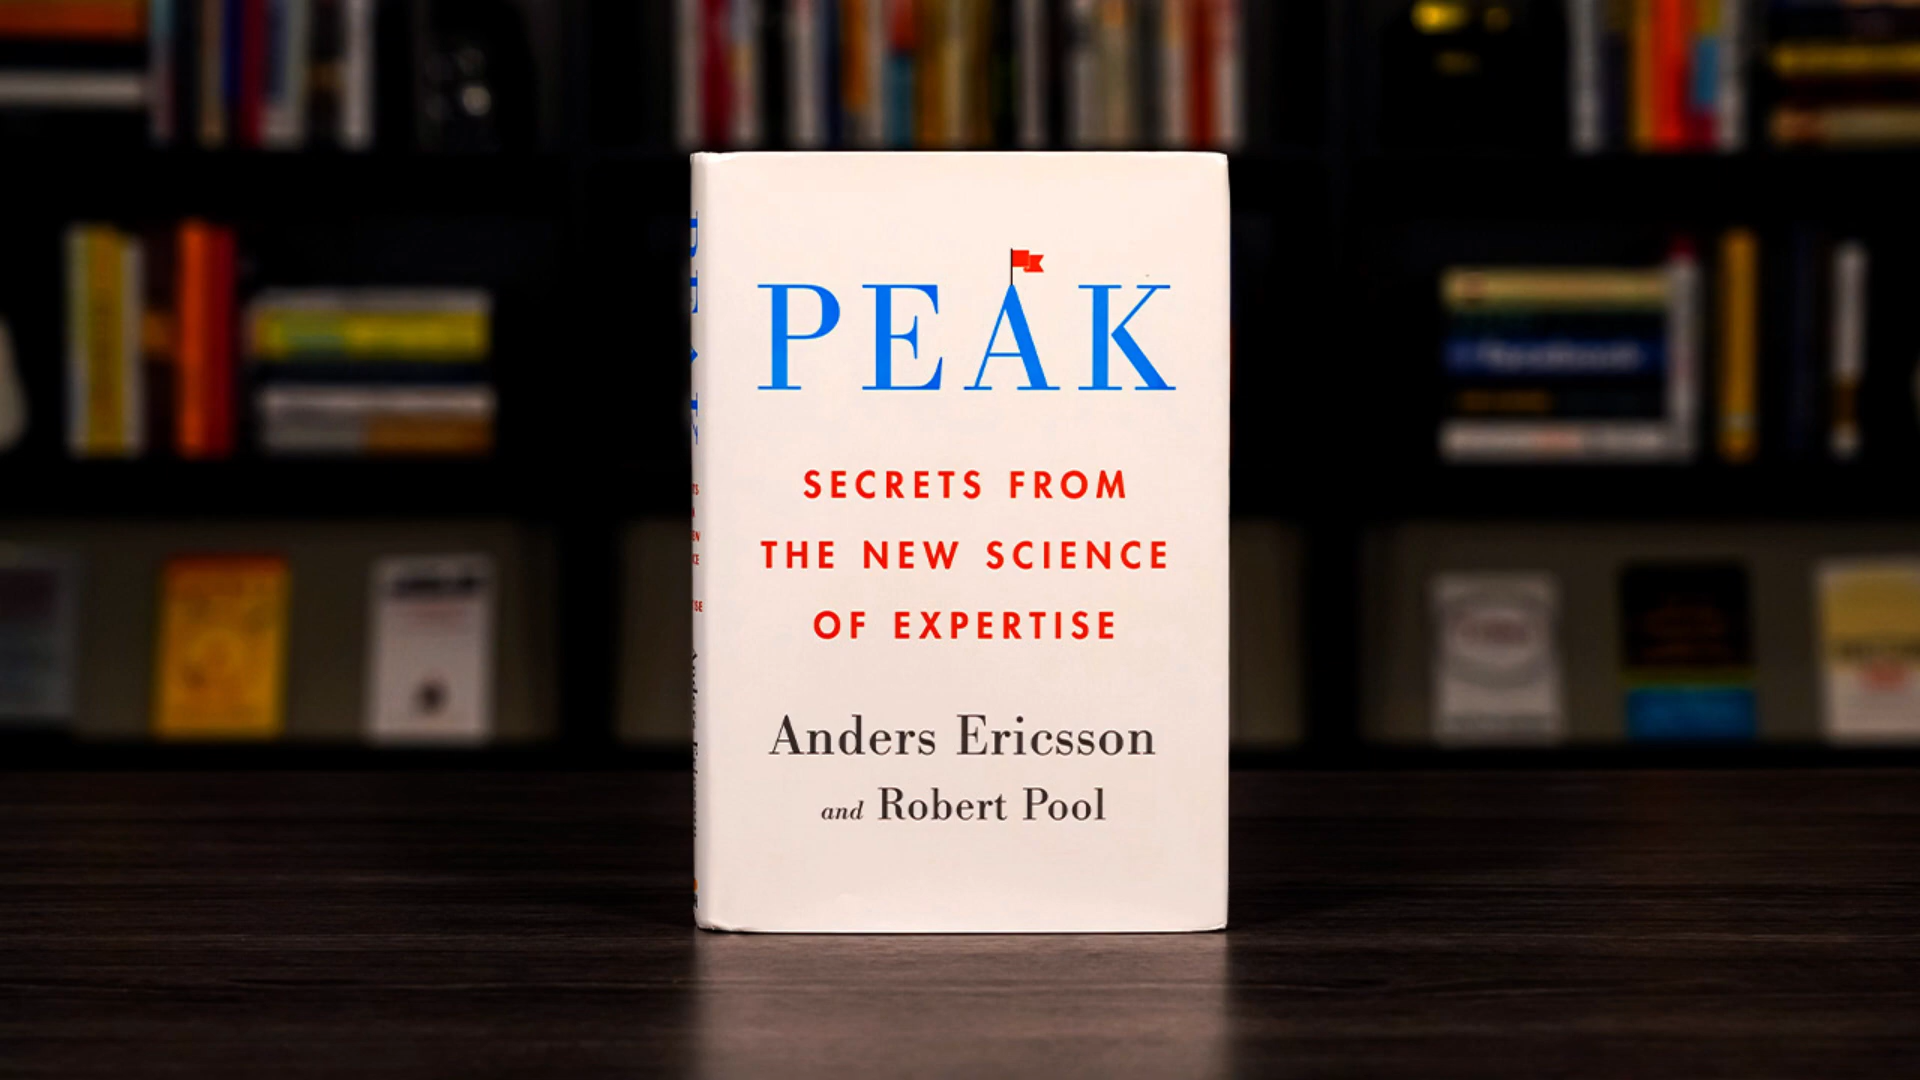 PEAK
SECRETS FROM
THE NEW SCIENCE
OF EXPERTISE
Anders Ericsson
and Robert Pool